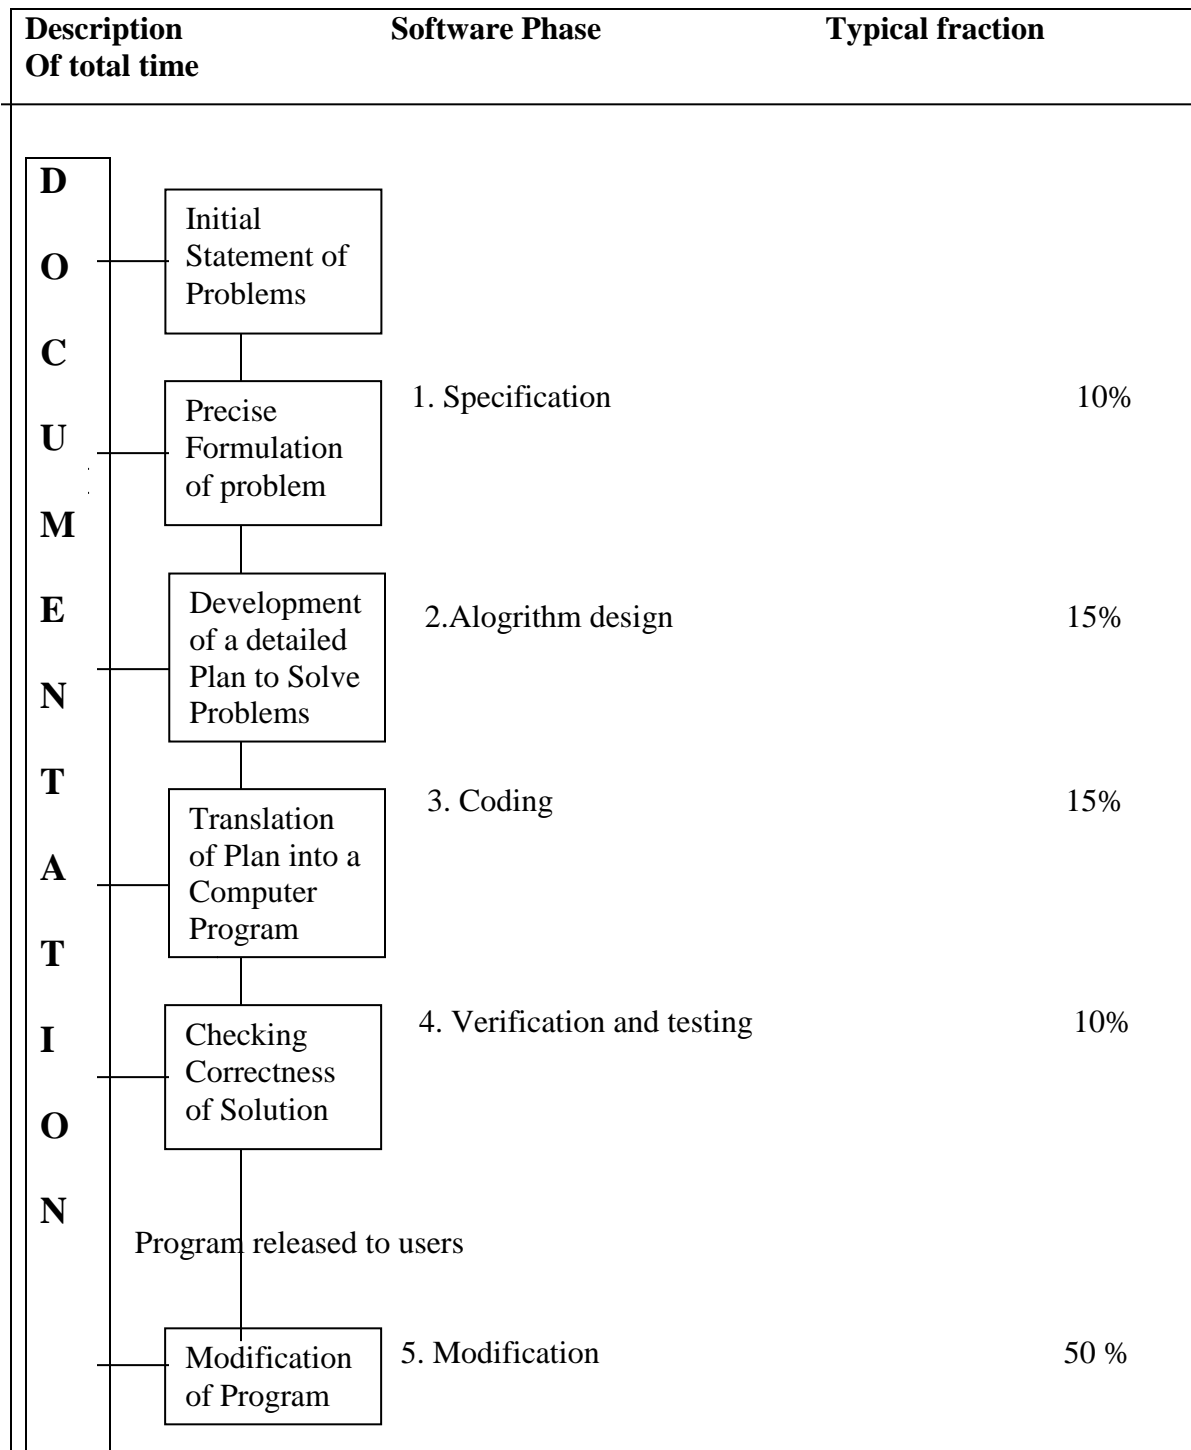 Description Software Phase Typical fraction
Of total time
D
O
C
U
M
E
N
T
A
T
I
O
N
Initial
Statement of
Problems
Precise
Formulation
of problem
1. Specification 10%
Development
of a detailed
Plan to Solve
Problems
2.Alogrithm design 15%
Translation
of Plan into a
Computer
Program
3. Coding 15%
Checking
Correctness
of Solution
4. Verification and testing 10%
Program released to users
Modification
of Program
5. Modification 50 %